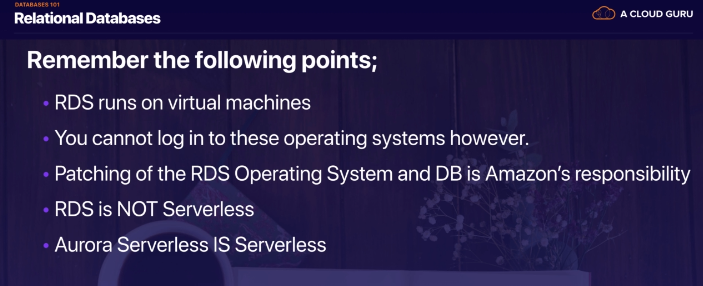 DATABASES 101
Relational Databases
A CLOUD GURU
Remember the following points;
• RDS runs on virtual machines
• You cannot log in to these operating systems however.
• Patching of the RDS Operating System and DB is Amazon's responsibility
• RDS is NOT Serverless
• Aurora Serverless IS Serverless